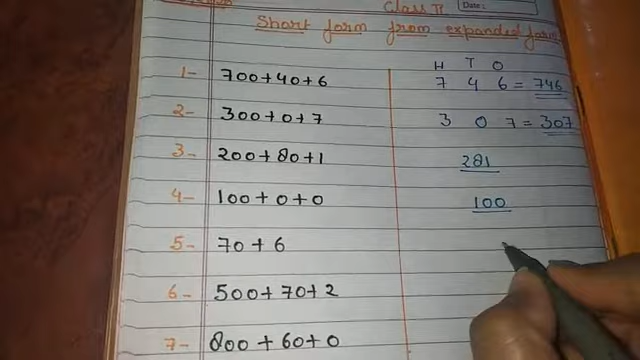 Class II
Date:
Short form from expanded form
H T O
1- 700+40+6 7 4 6 = 746
2- 300+0+7 3 0 7 = 307
3- 200+80+1 281
4- 100+0+0 100
5- 70+6
6- 500+70+2
7- 800+60+0